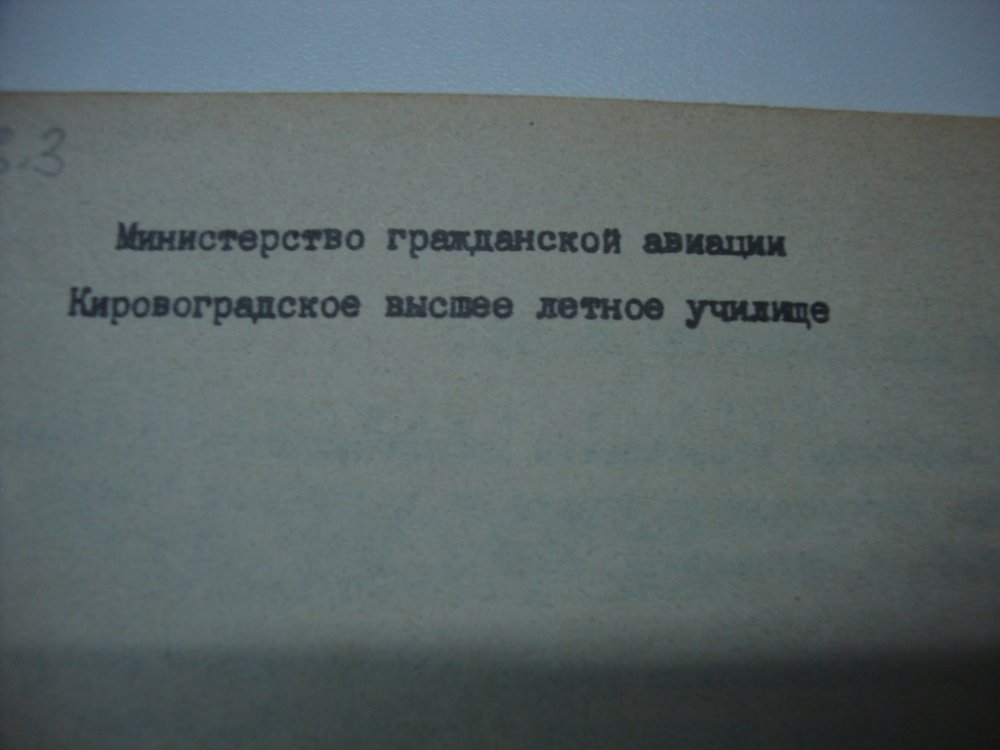 Министерство гражданской авиации
Кировоградское высшее летное училище